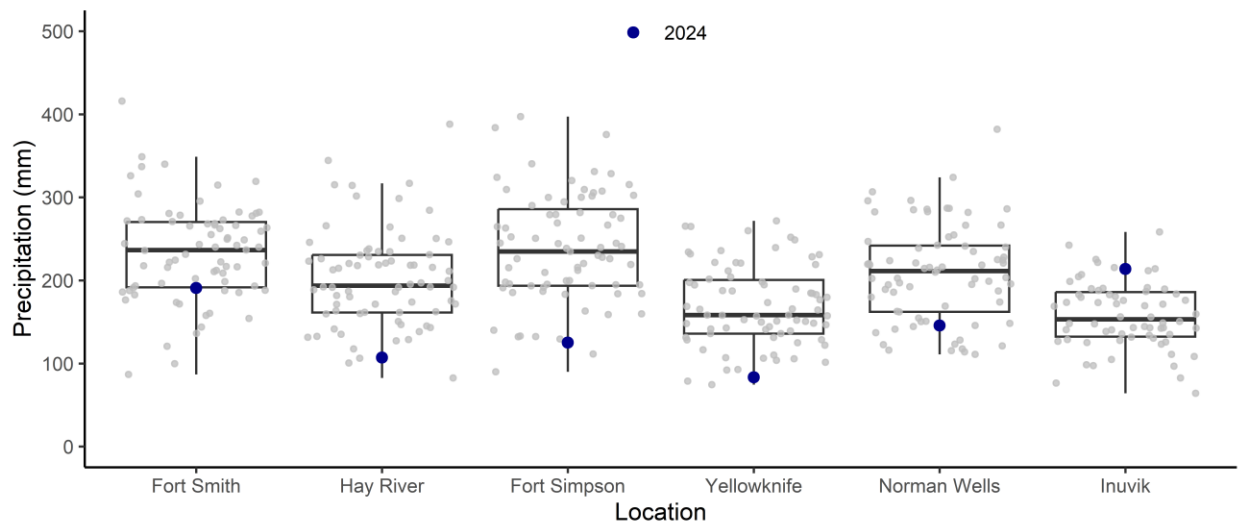 2024
500
400
300
200
100
0
Precipitation (mm)
Fort Smith Hay River Fort Simpson Yellowknife Norman Wells Inuvik
Location